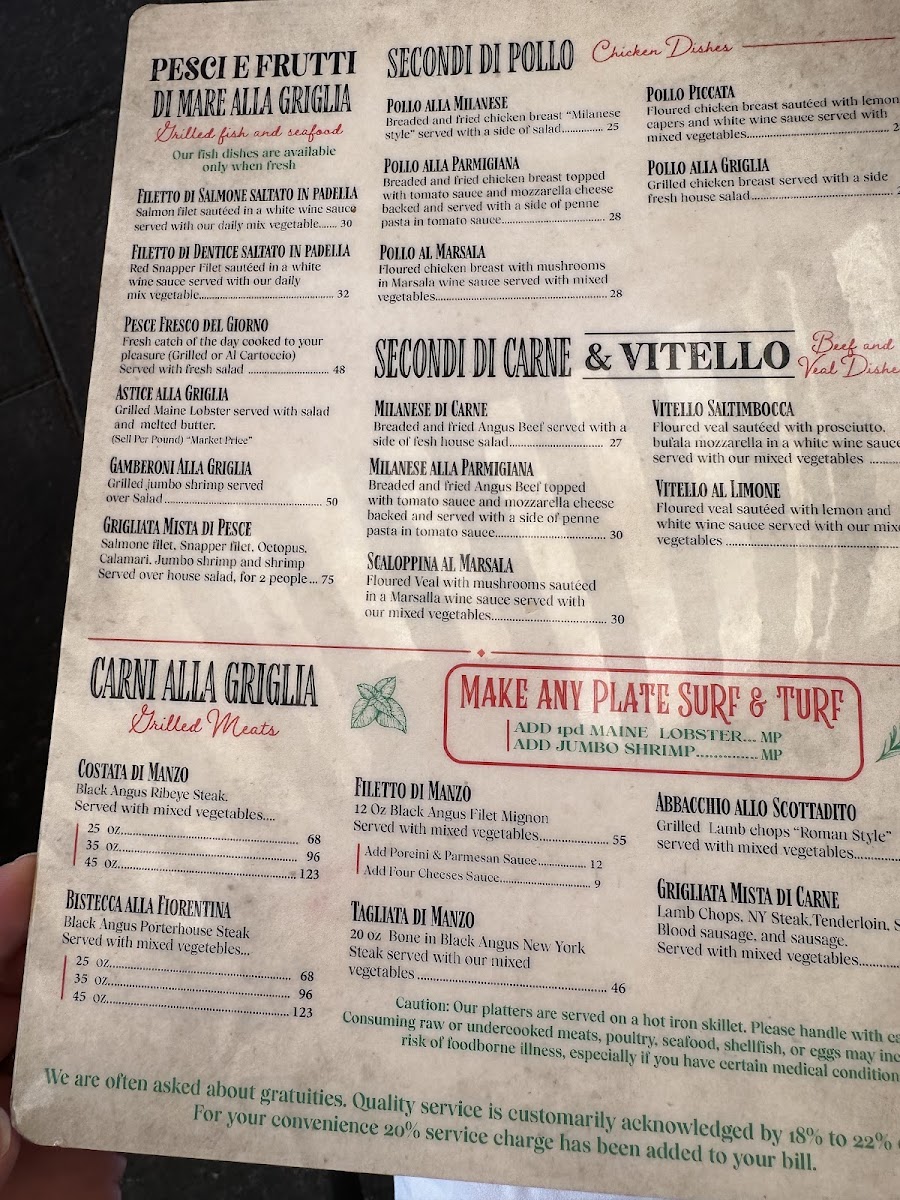 PESCI E FRUTTI
DI MARE ALLA GRIGLIA
Grilled fish and seafood
Our fish dishes are available
only when fresh
FILETTO DI SALMONE SALTATO IN PADELLA
Salmon filet sautéed in a white wine sauce
served with our daily mix vegetable...... 30
FILETTO DI DENTICE SALTATO IN PADELLA
Red Snapper Filet sautéed in a white
wine sauce served with our daily
mix vegetable................................ 32
PESCE FRESCO DEL GIORNO
Fresh catch of the day cooked to your
pleasure (Grilled or Al Cartoccio)
Served with fresh salad ................... 48
ASTICE ALLA GRIGLIA
Grilled Maine Lobster served with salad
and melted butter.
(Sell Per Pound) "Market Price"
GAMBERONI ALLA GRIGLIA
Grilled jumbo shrimp served
over Salad..................................... 50
GRIGLIATA MISTA DI PESCE
Salmone filet, Snapper filet, Octopus,
Calamari, Jumbo shrimp and shrimp
Served over house salad, for 2 people... 75
SECONDI DI POLLO Chicken Dishes
POLLO ALLA MILANESE
Breaded and fried chicken breast "Milanese
style" served with a side of salad............. 25
POLLO ALLA PARMIGIANA
Breaded and fried chicken breast topped
with tomato sauce and mozzarella cheese
backed and served with a side of penne
pasta in tomato sauce......................... 28
POLLO AL MARSALA
Floured chicken breast with mushrooms
in Marsala wine sauce served with mixed
vegetables.......................................... 28
POLLO PICCATA
Floured chicken breast sautéed with lemon
capers and white wine sauce served with
mixed vegetables.................................. 2
POLLO ALLA GRIGLIA
Grilled chicken breast served with a side
fresh house salad..................................
SECONDI DI CARNE & VITELLO Beef and
Veal Dishe
MILANESE DI CARNE
Breaded and fried Angus Beef served with a
side of fesh house salad....................... 27
MILANESE ALLA PARMIGIANA
Breaded and fried Angus Beef topped
with tomato sauce and mozzarella cheese
backed and served with a side of penne
pasta in tomato sauce........................... 30
SCALOPPINA AL MARSALA
Floured Veal with mushrooms sautéed
in a Marsalla wine sauce served with
our mixed vegetables............................ 30
VITELLO SALTIMBOCCA
Floured veal sautéed with prosciutto,
bufala mozzarella in a white wine sauce
served with our mixed vegetables ........
VITELLO AL LIMONE
Floured veal sautéed with lemon and
white wine sauce served with our mixe
vegetables ..........................................
CARNI ALLA GRIGLIA
Grilled Meats
MAKE ANY PLATE SURF & TURF
ADD 1pd MAINE LOBSTER... MP
ADD JUMBO SHRIMP............... MP
COSTATA DI MANZO
Black Angus Ribeye Steak.
Served with mixed vegetables....
25 oz.............................................. 68
35 oz.............................................. 96
45 oz.............................................. 123
BISTECCA ALLA FIORENTINA
Black Angus Porterhouse Steak
Served with mixed vegetebles...
25 oz.............................................. 68
35 oz.............................................. 96
45 oz.............................................. 123
FILETTO DI MANZO
12 Oz Black Angus Filet Mignon
Served with mixed vegetables.................. 55
Add Porcini & Parmesan Sauce............. 12
Add Four Cheeses Sauce....................... 9
TAGLIATA DI MANZO
20 oz Bone in Black Angus New York
Steak served with our mixed
vegetables ........................................... 46
ABBACCHIO ALLO SCOTTADITO
Grilled Lamb chops "Roman Style"
served with mixed vegetables............
GRIGLIATA MISTA DI CARNE
Lamb Chops, NY Steak,Tenderloin, S
Blood sausage, and sausage.
Served with mixed vegetables..........
Caution: Our platters are served on a hot iron skillet. Please handle with ca
Consuming raw or undercooked meats, poultry, seafood, shellfish, or eggs may inc
risk of foodborne illness, especially if you have certain medical condition
We are often asked about gratuities. Quality service is customarily acknowledged by 18% to 22%
For your convenience 20% service charge has been added to your bill.